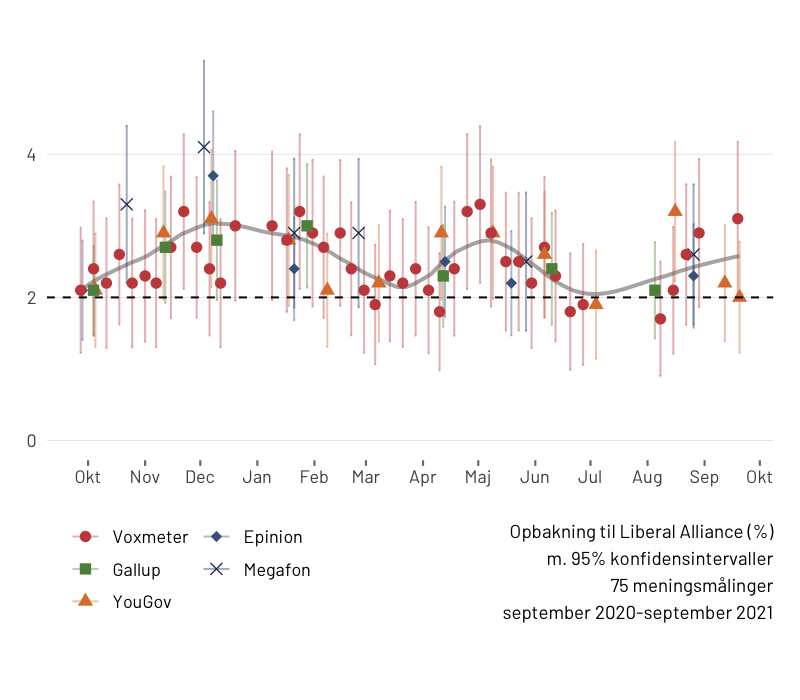 4
2
0
Okt Nov Dec Jan Feb Mar Apr Maj Jun Jul Aug Sep Okt
Voxmeter Epinion
Gallup Megafon
YouGov
Opbakning til Liberal Alliance (%)
m. 95% konfidensintervaller
75 meningsmålinger
september 2020-september 2021